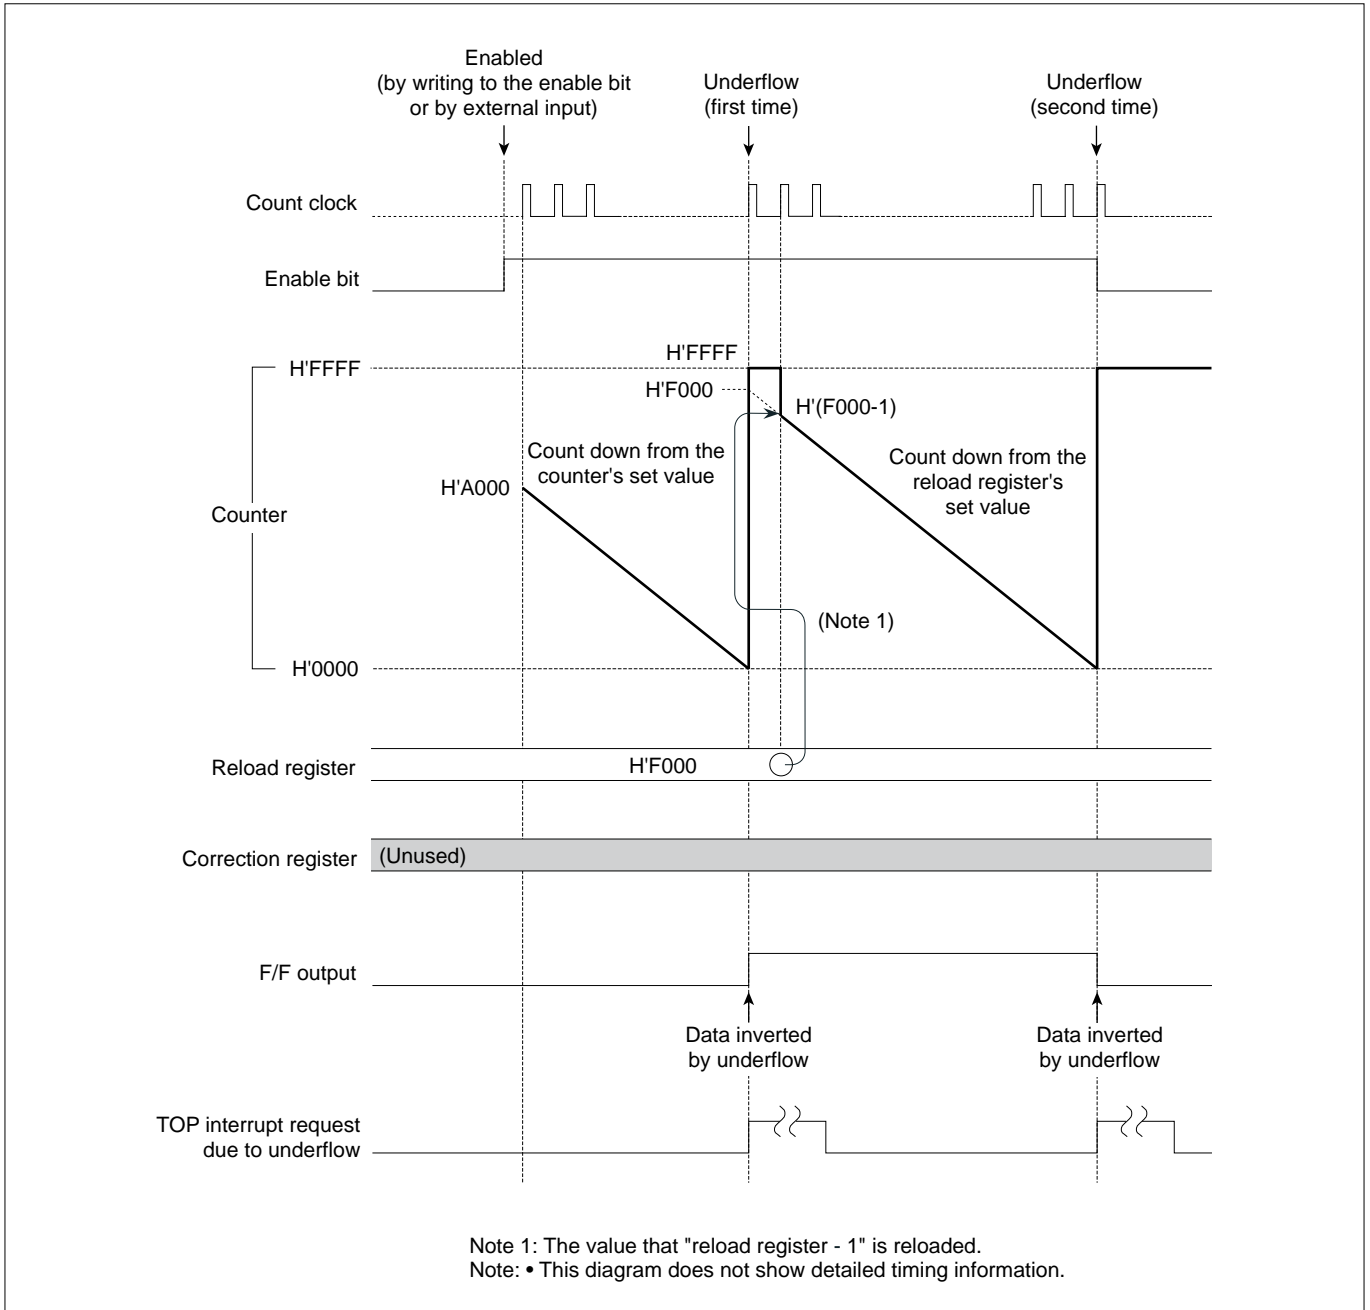 Enabled
(by writing to the enable bit
or by external input)
Underflow
(first time)
Underflow
(second time)
Count clock
Enable bit
H'FFFF
H'FFFF
H'F000
H'(F000-1)
Count down from the
counter's set value
Count down from the
reload register's
set value
H'A000
Counter
(Note 1)
H'0000
Reload register
H'F000
Correction register
(Unused)
F/F output
Data inverted
by underflow
Data inverted
by underflow
TOP interrupt request
due to underflow
Note 1: The value that "reload register - 1" is reloaded.
Note: • This diagram does not show detailed timing information.